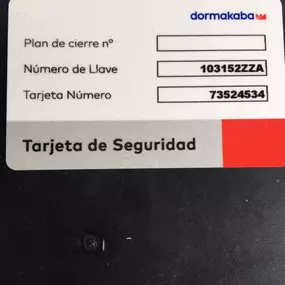 dormakaba
Plan de cierre nº
Número de Llave 103152ZZA
Tarjeta Número 73524534
Tarjeta de Seguridad